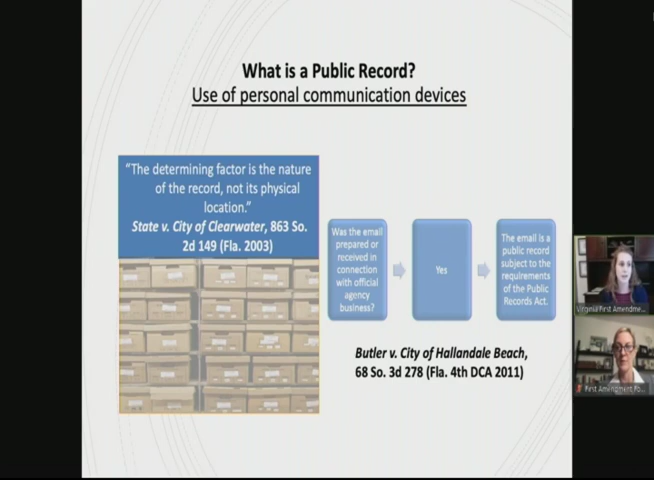 What is a Public Record?
Use of personal communication devices
“The determining factor is the nature
of the record, not its physical
location.”
State v. City of Clearwater, 863 So.
2d 149 (Fla. 2003)
Was the email
prepared or
received in
connection
with official
agency
business?
Yes
The email is a
public record
subject to the
requirements
of the Public
Records Act.
Butler v. City of Hallandale Beach,
68 So. 3d 278 (Fla. 4th DCA 2011)
Virginia First Amendme...
First Amendment Fo...